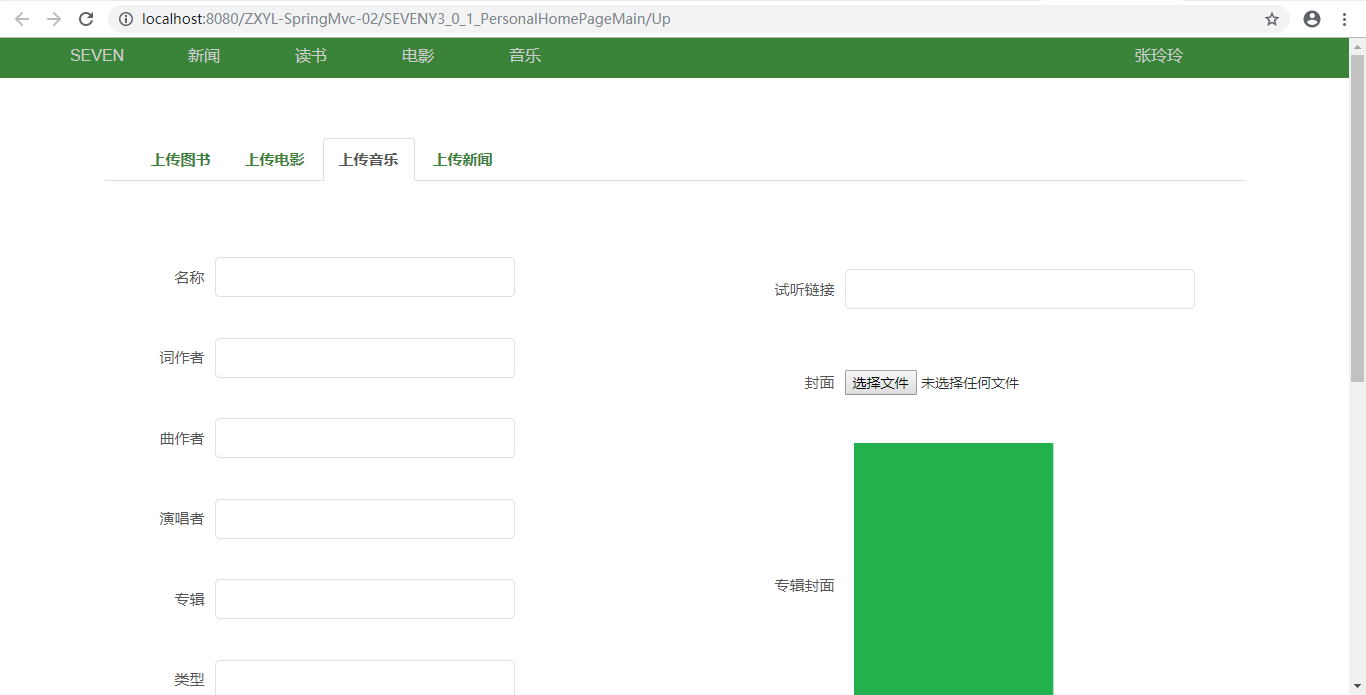 localhost:8080/ZXYL-SpringMvc-02/SEVENY3_0_1_PersonalHomePageMain/Up
SEVEN 新闻 读书 电影 音乐 张玲玲
上传图书 上传电影 上传音乐 上传新闻
名称
试听链接
词作者
封面 选择文件 未选择任何文件
曲作者
演唱者
专辑封面
专辑
类型